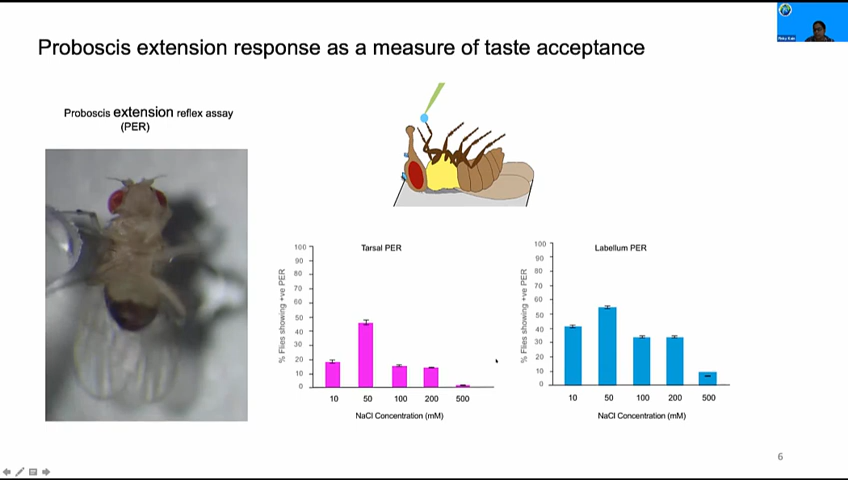 Proboscis extension response as a measure of taste acceptance
Proboscis extension reflex assay
(PER)
Tarsal PER
% Flies showing +ve PER
100
90
80
70
60
50
40
30
20
10
0
10 50 100 200 500
NaCl Concentration (mM)
Labellum PER
% Flies showing +ve PER
100
90
80
70
60
50
40
30
20
10
0
10 50 100 200 500
NaCl Concentration (mM)
6